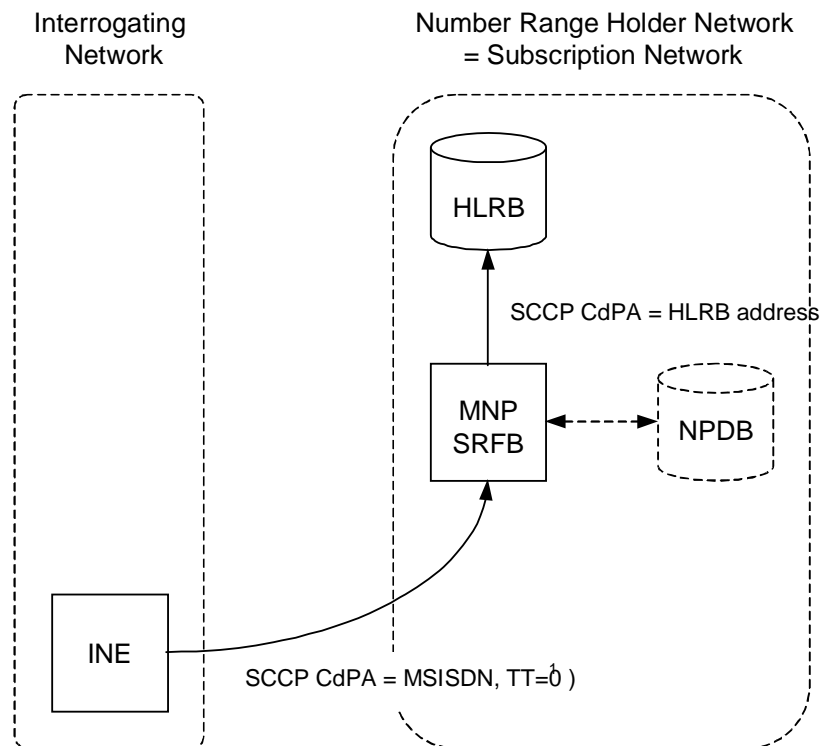 Interrogating
Network
Number Range Holder Network
= Subscription Network
HLRB
SCCP CdPA = HLRB address
MNP
SRFB
NPDB
INE
SCCP CdPA = MSISDN, TT=0 1)